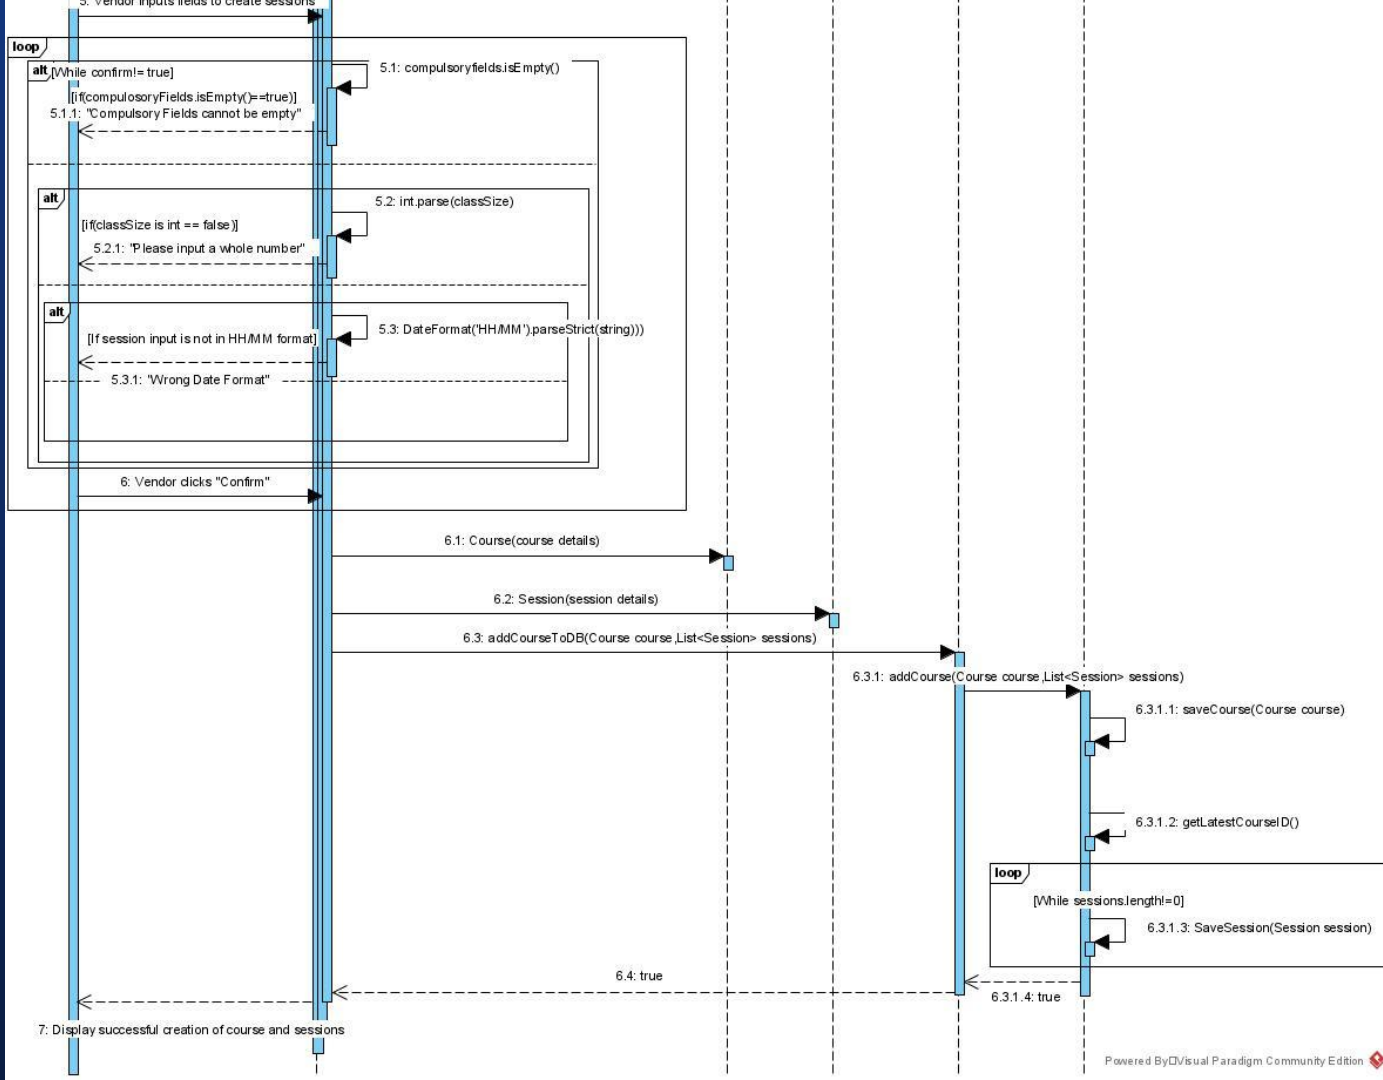 5: Vendor inputs fields to create sessions
loop
alt
[While confirm!= true]
5.1: compulsoryfields.isEmpty()
[if(compulosoryFields.isEmpty()==true)]
5.1.1: "Compulsory Fields cannot be empty"
alt
5.2: int.parse(classSize)
[if(classSize is int == false)]
5.2.1: "Please input a whole number"
alt
5.3: DateFormat('HH/MM').parseStrict(string)))
[If session input is not in HH/MM format]
5.3.1: "Wrong Date Format"
6: Vendor clicks "Confirm"
6.1: Course(course details)
6.2: Session(session details)
6.3: addCourseToDB(Course course,List<Session> sessions)
6.3.1: addCourse(Course course,List<Session> sessions)
6.3.1.1: saveCourse(Course course)
6.3.1.2: getLatestCourseID()
loop
[While sessions.length!=0]
6.3.1.3: SaveSession(Session session)
6.4: true
6.3.1.4: true
7: Display successful creation of course and sessions
Powered By Visual Paradigm Community Edition